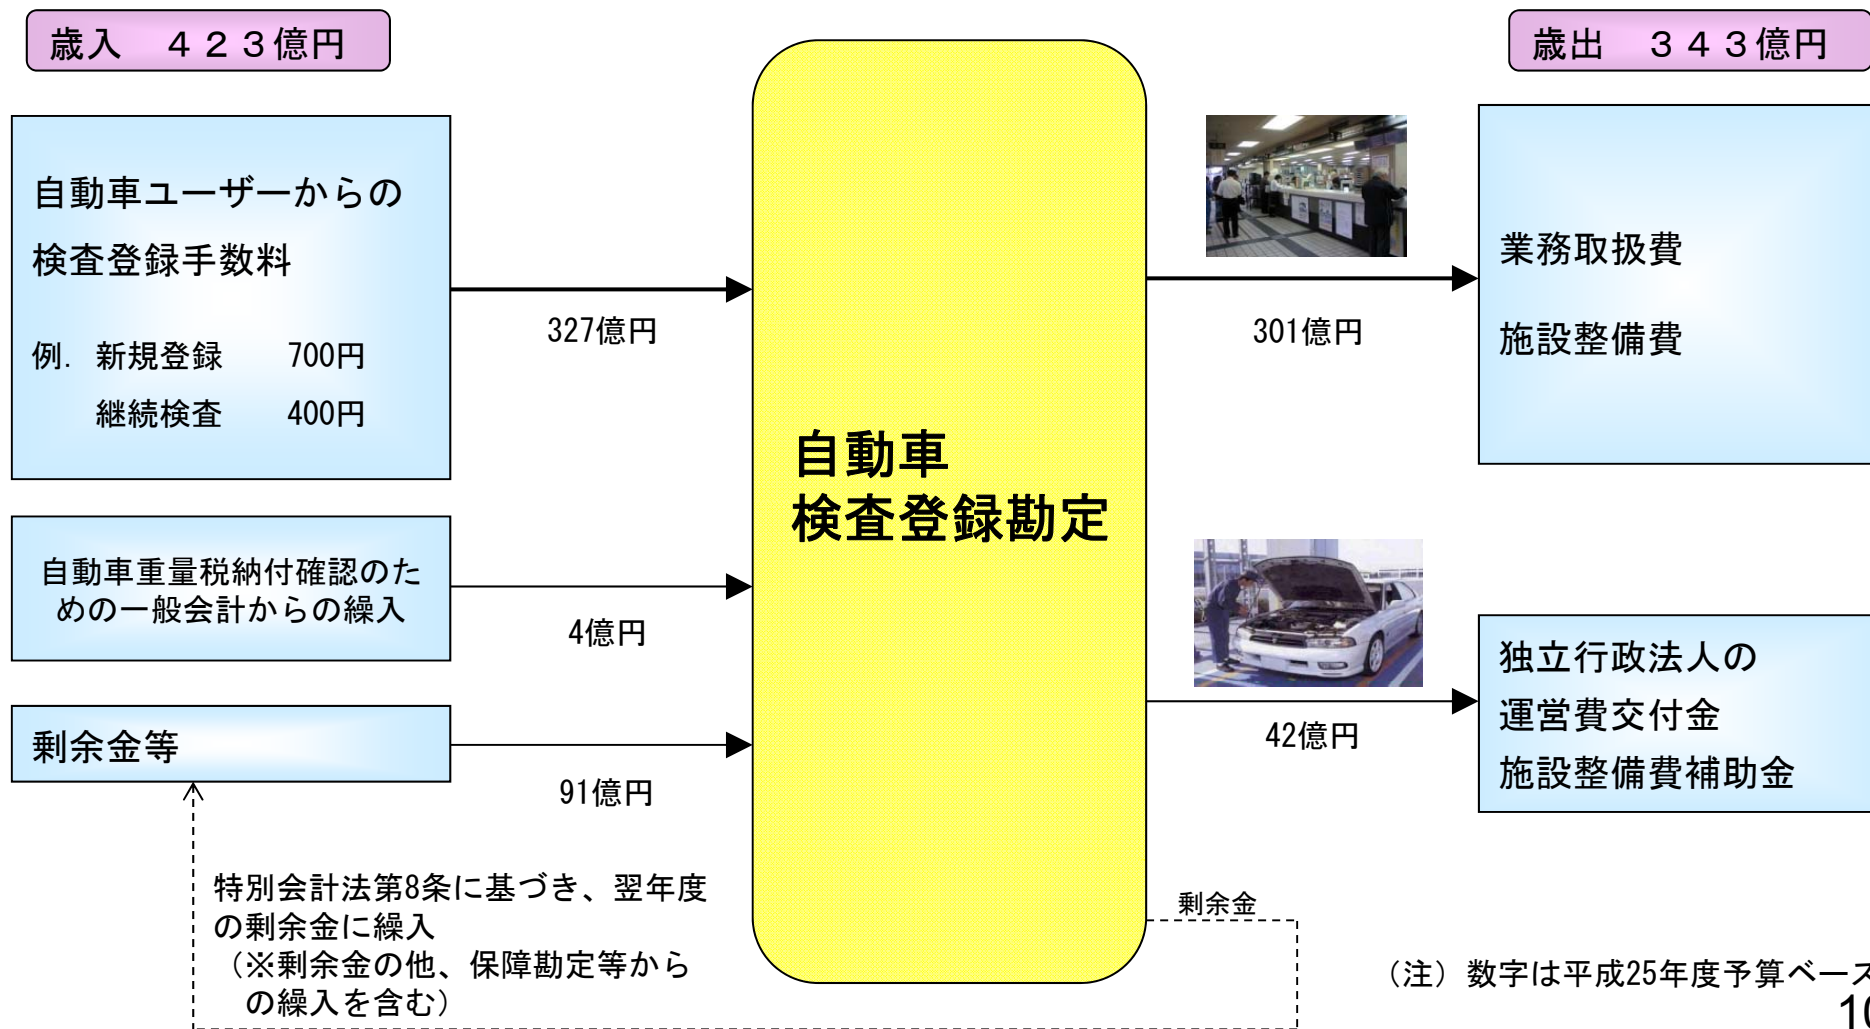 歳入　４２３億円
歳出　３４３億円
自動車ユーザーからの
検査登録手数料
例. 新規登録　700円
継続検査　400円
327億円
自動車重量税納付確認のた
めの一般会計からの繰入
4億円
剰余金等
91億円
特別会計法第8条に基づき、翌年度
の剰余金に繰入
（※剰余金の他、保障勘定等から
の繰入を含む）
自動車
検査登録勘定
301億円
業務取扱費
施設整備費
42億円
独立行政法人の
運営費交付金
施設整備費補助金
剰余金
（注）数字は平成25年度予算ベース